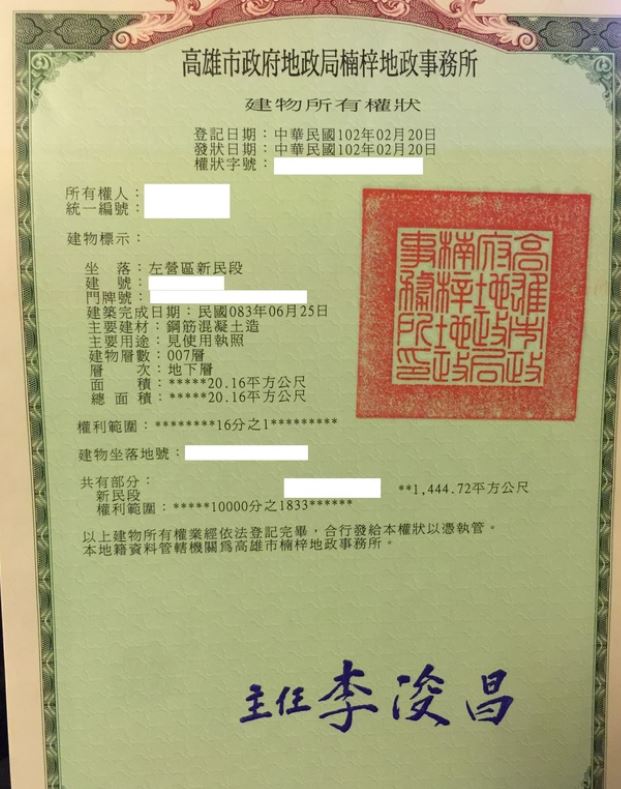 高雄市政府地政局楠梓地政事務所
建物所有權狀
登記日期：中華民國102年02月20日
發狀日期：中華民國102年02月20日
權狀字號：
所有權人：
統一編號：
建物標示：
坐　落：左營區新民段
建　號：
門牌號：
建築完成日期：民國083年06月25日
主要建材：鋼筋混凝土造
主要用途：見使用執照
建物層數：007層
層　　次：地下層
面　　積：*****20.16平方公尺
總 面 積：*****20.16平方公尺
權利範圍：********16分之1*********
建物坐落地號：
共有部分：
新民段　**1,444.72平方公尺
權利範圍：*****10000分之1833******
以上建物所有權業經依法登記完畢，合行發給本權狀以憑執管。
本地籍資料管轄機關為高雄市楠梓地政事務所。
高雄市政
府地政局
楠梓地政
事務所印
主任李浚昌